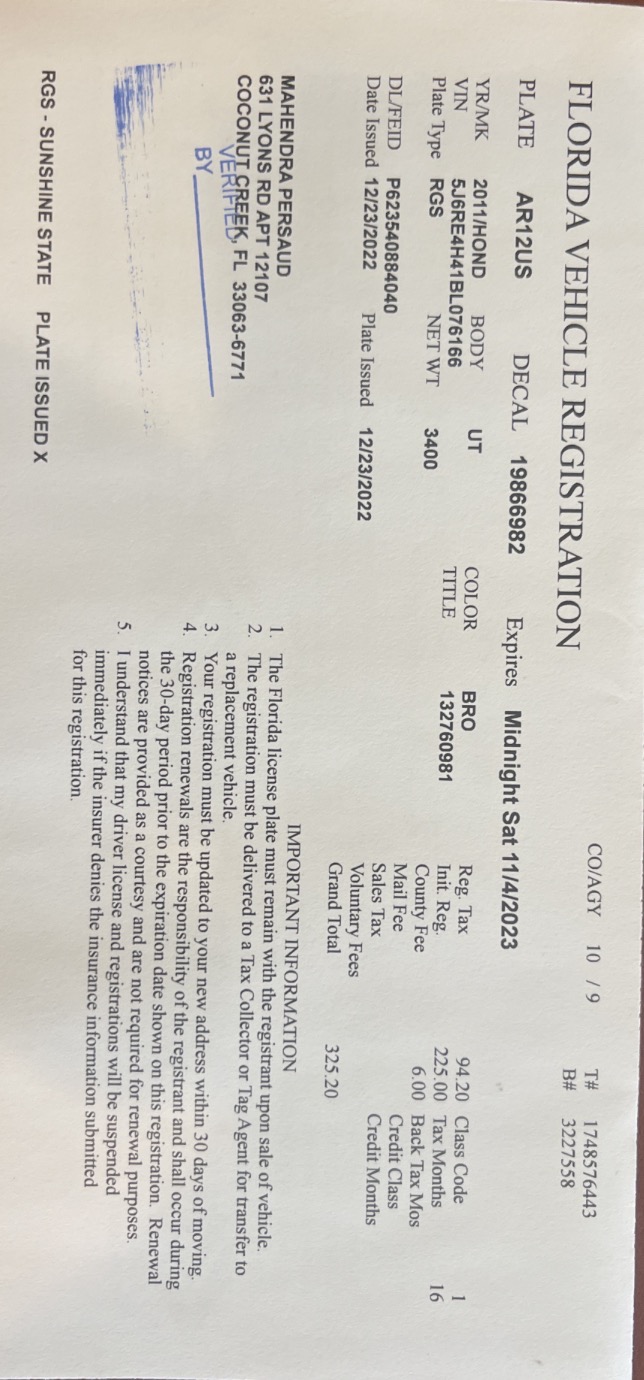 FLORIDA VEHICLE REGISTRATION
CO/AGY 10 / 9 T# 1748576443
B# 3227558
PLATE AR12US DECAL 19866982 Expires Midnight Sat 11/4/2023
YR/MK 2011/HOND BODY UT COLOR BRO
VIN 5J6RE4H41BL076166 TITLE 132760981
Plate Type RGS NET WT 3400
DL/FEID P623540884040
Date Issued 12/23/2022 Plate Issued 12/23/2022
Reg. Tax 94.20 Class Code 1
Init. Reg. 225.00 Tax Months 16
County Fee 6.00 Back Tax Mos
Mail Fee Credit Class
Sales Tax Credit Months
Voluntary Fees
Grand Total 325.20
MAHENDRA PERSAUD
631 LYONS RD APT 12107
COCONUT CREEK, FL 33063-6771
VERIFIED
BY
IMPORTANT INFORMATION
1. The Florida license plate must remain with the registrant upon sale of vehicle.
2. The registration must be delivered to a Tax Collector or Tag Agent for transfer to
a replacement vehicle.
3. Your registration must be updated to your new address within 30 days of moving.
4. Registration renewals are the responsibility of the registrant and shall occur during
the 30-day period prior to the expiration date shown on this registration. Renewal
notices are provided as a courtesy and are not required for renewal purposes.
5. I understand that my driver license and registrations will be suspended
immediately if the insurer denies the insurance information submitted
for this registration.
RGS - SUNSHINE STATE PLATE ISSUED X